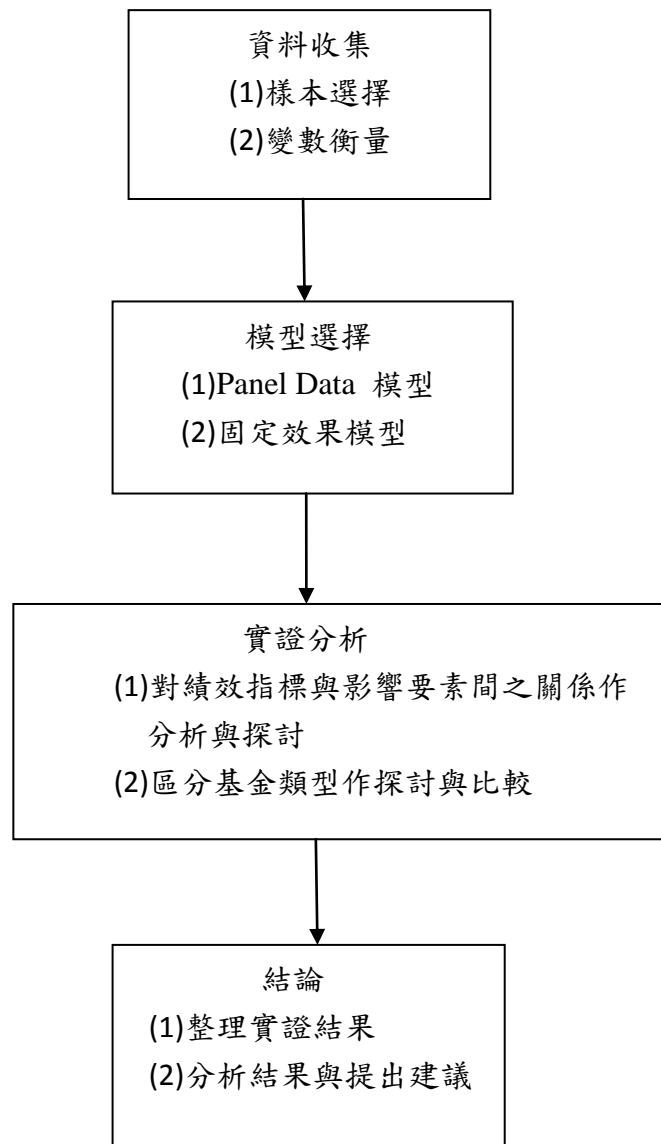 資料收集
(1)樣本選擇
(2)變數衡量
模型選擇
(1)Panel Data 模型
(2)固定效果模型
實證分析
(1)對績效指標與影響要素間之關係作
分析與探討
(2)區分基金類型作探討與比較
結論
(1)整理實證結果
(2)分析結果與提出建議